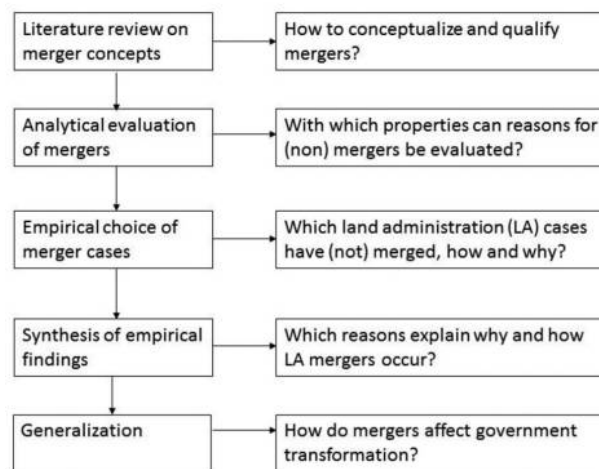 Literature review on
merger concepts
How to conceptualize and qualify
mergers?
Analytical evaluation
of mergers
With which properties can reasons for
(non) mergers be evaluated?
Empirical choice of
merger cases
Which land administration (LA) cases
have (not) merged, how and why?
Synthesis of empirical
findings
Which reasons explain why and how
LA mergers occur?
Generalization
How do mergers affect government
transformation?